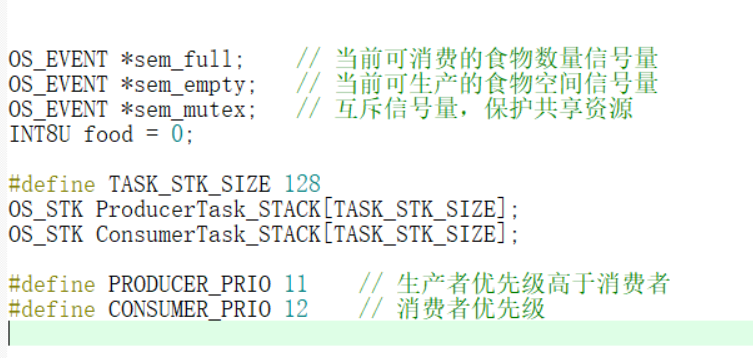 OS_EVENT *sem_full;    // 当前可消费的食物数量信号量
OS_EVENT *sem_empty;   // 当前可生产的食物空间信号量
OS_EVENT *sem_mutex;   // 互斥信号量，保护共享资源
INT8U food = 0;
#define TASK_STK_SIZE 128
OS_STK ProducerTask_STACK[TASK_STK_SIZE];
OS_STK ConsumerTask_STACK[TASK_STK_SIZE];
#define PRODUCER_PRIO 11    // 生产者优先级高于消费者
#define CONSUMER_PRIO 12    // 消费者优先级